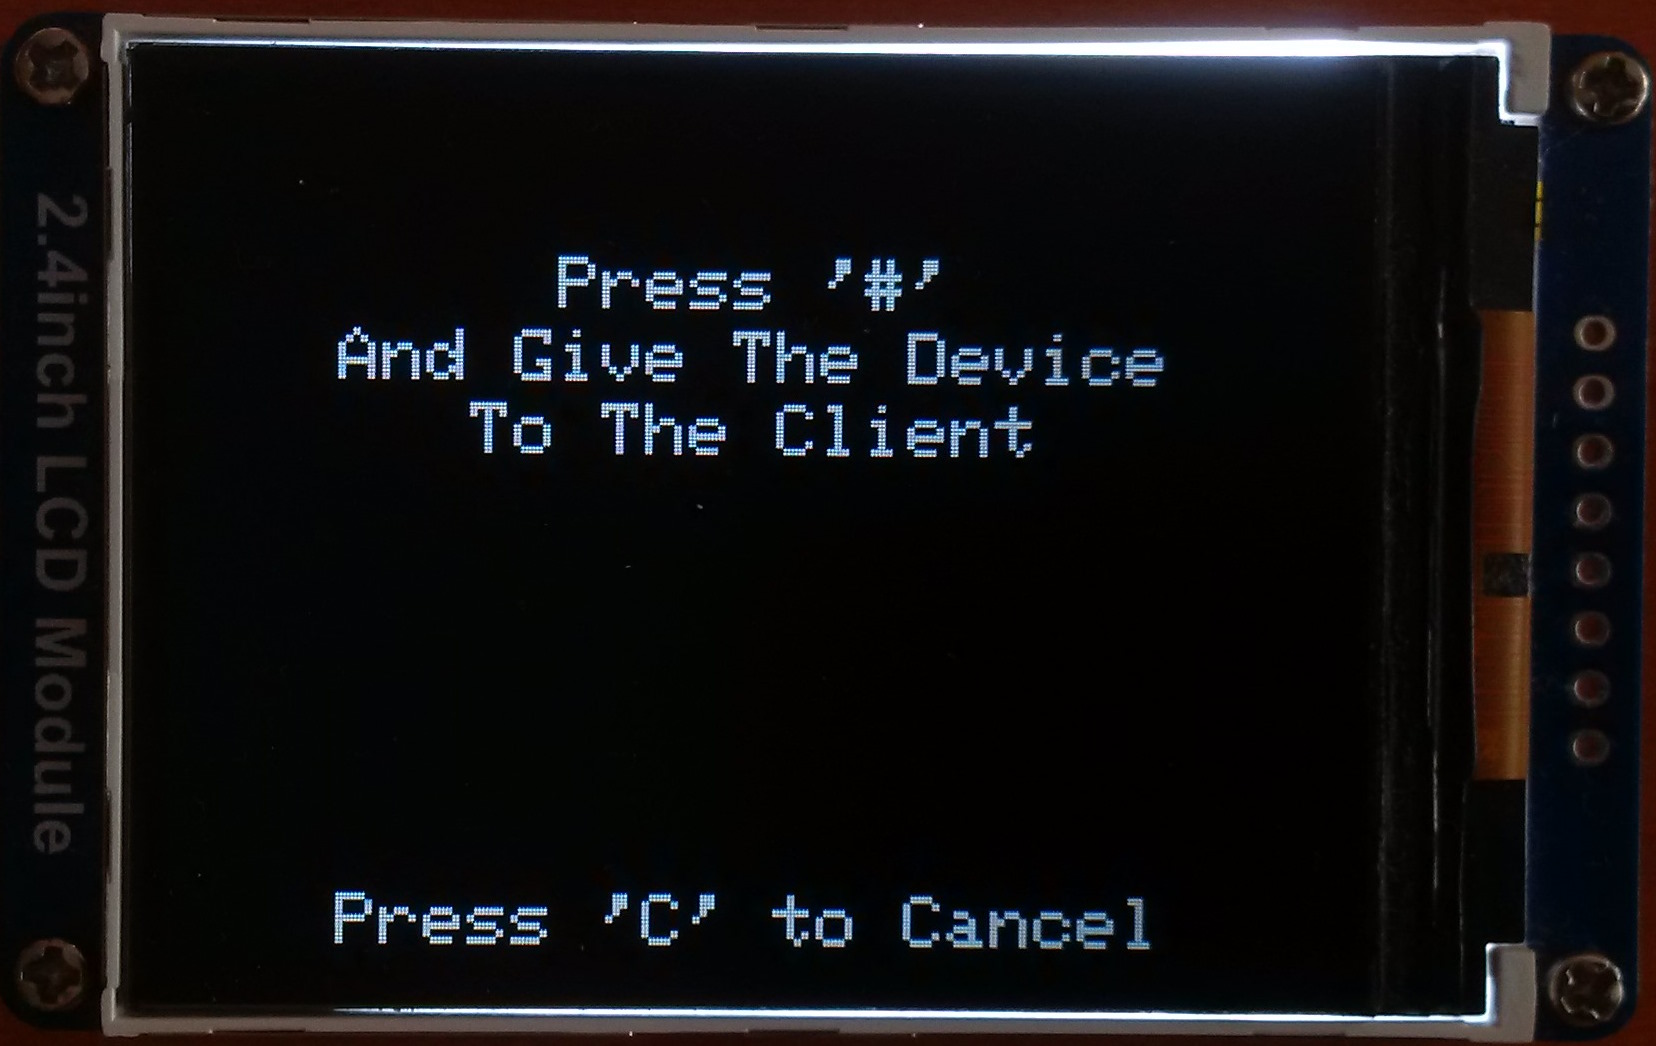 Press '#'
And Give The Device
To The Client
Press 'C' to Cancel
2.4inch LCD Module